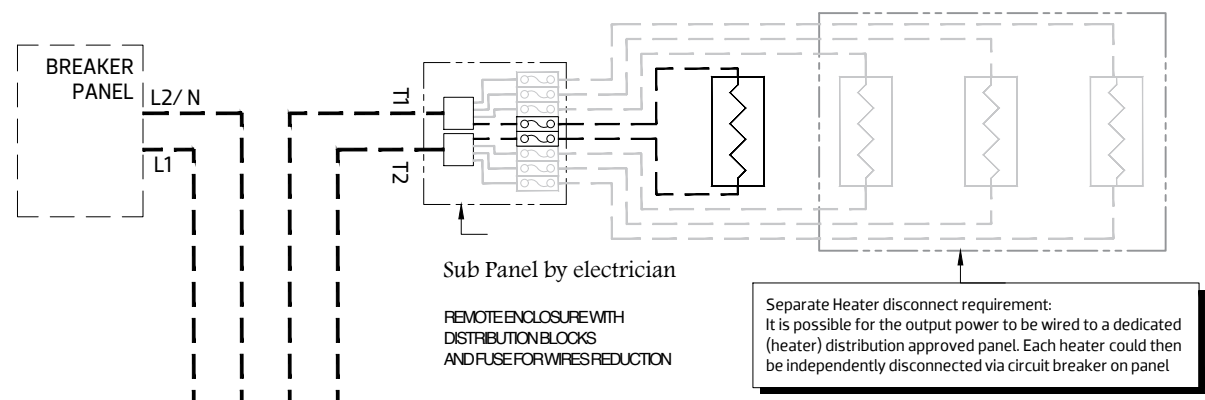 BREAKER
PANEL
L2/ N
L1
T1
T2
Sub Panel by electrician
REMOTE ENCLOSURE WITH
DISTRIBUTION BLOCKS
AND FUSE FOR WIRES REDUCTION
Separate Heater disconnect requirement:
It is possible for the output power to be wired to a dedicated
(heater) distribution approved panel. Each heater could then
be independently disconnected via circuit breaker on panel